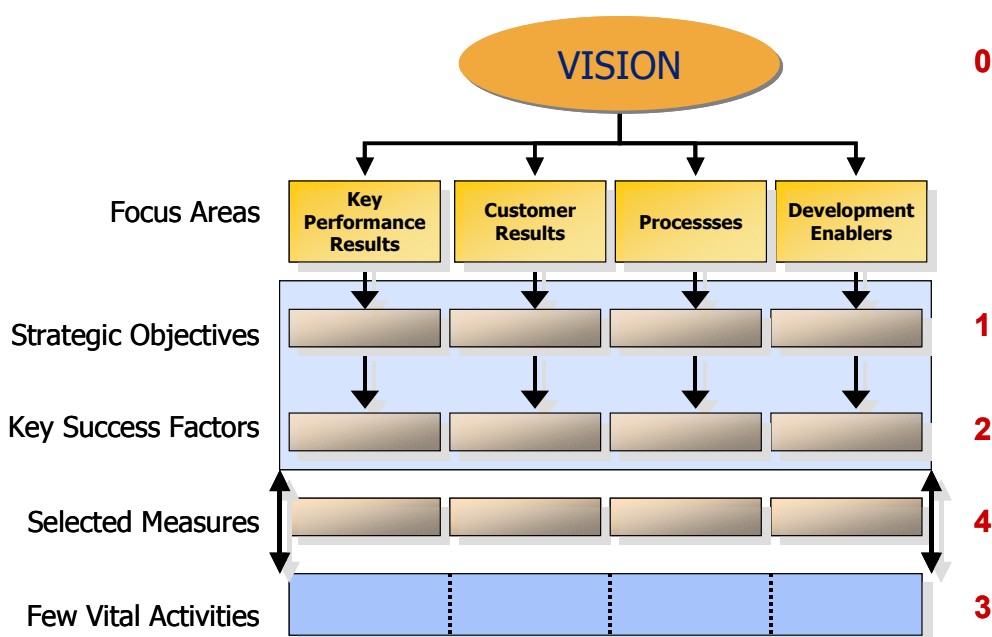 VISION
0
Focus Areas
Key
Performance
Results
Customer
Results
Processses
Development
Enablers
Strategic Objectives
1
Key Success Factors
2
Selected Measures
4
Few Vital Activities
3